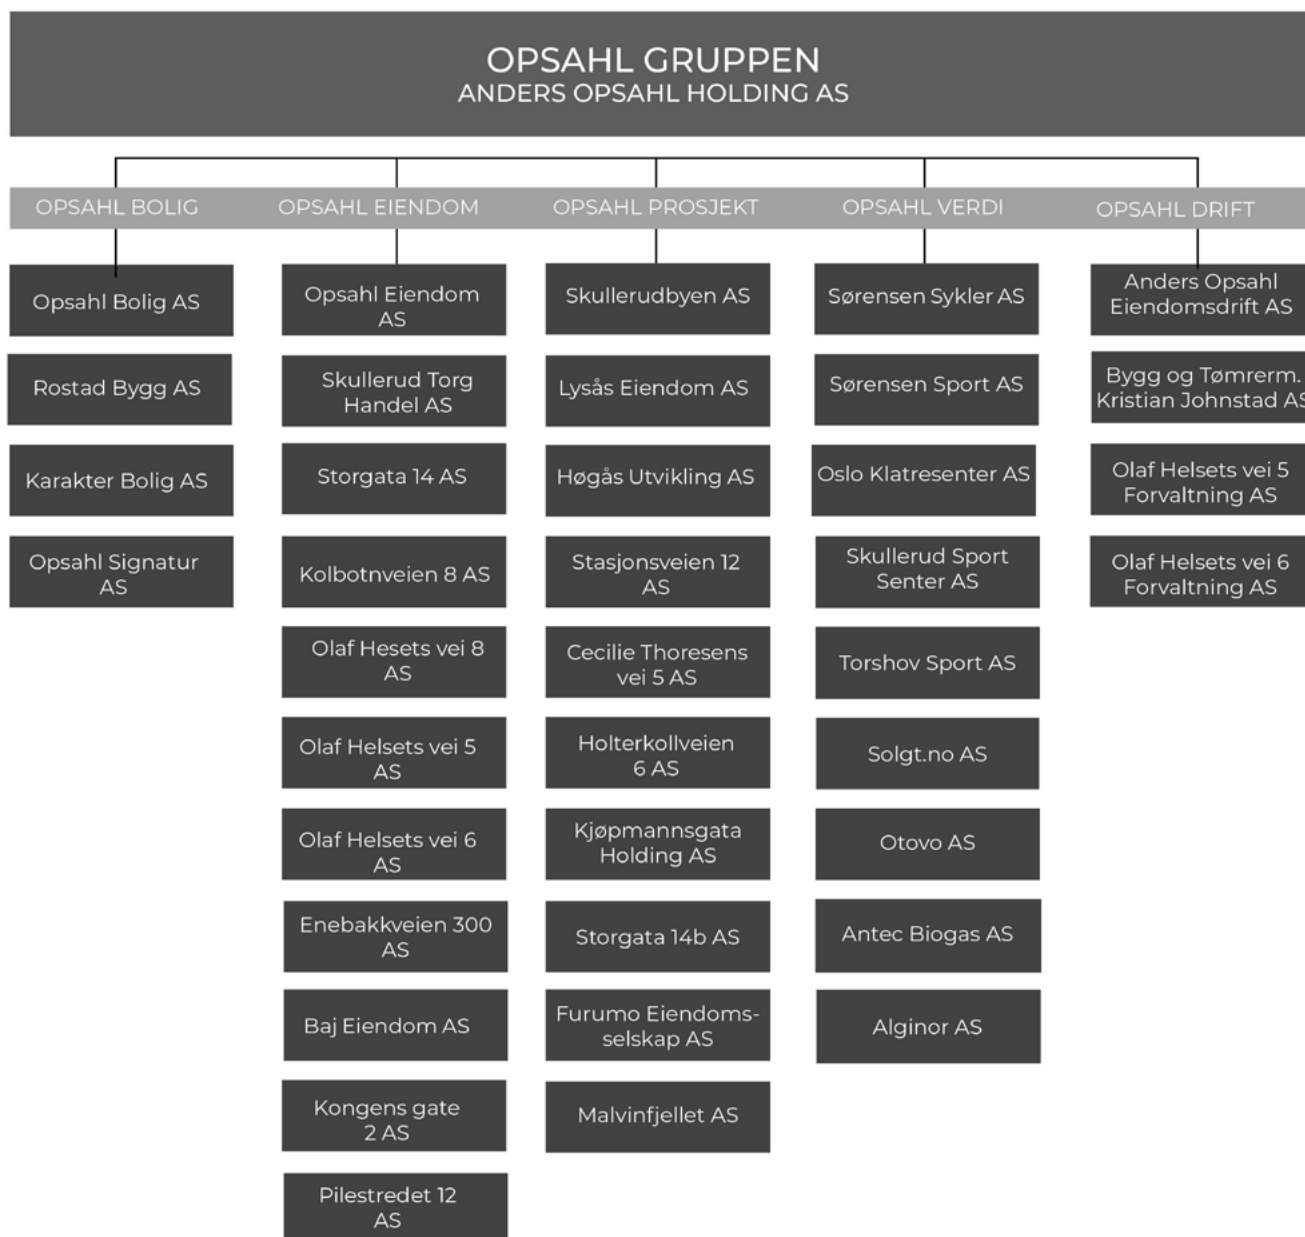 OPSAHL GRUPPEN
ANDERS OPSAHL HOLDING AS
OPSAHL BOLIG
OPSAHL EIENDOM
OPSAHL PROSJEKT
OPSAHL VERDI
OPSAHL DRIFT
Opsahl Bolig AS
Rostad Bygg AS
Karakter Bolig AS
Opsahl Signatur
AS
Opsahl Eiendom
AS
Skullerud Torg
Handel AS
Storgata 14 AS
Kolbotnveien 8 AS
Olaf Hesets vei 8
AS
Olaf Helsets vei 5
AS
Olaf Helsets vei 6
AS
Enebakkveien 300
AS
Baj Eiendom AS
Kongens gate
2 AS
Pilestredet 12
AS
Skullerudbyen AS
Lysås Eiendom AS
Høgås Utvikling AS
Stasjonsveien 12
AS
Cecilie Thoresens
vei 5 AS
Holterkollveien
6 AS
Kjøpmannsgata
Holding AS
Storgata 14b AS
Furumo Eiendoms-
selskap AS
Malvinfjellet AS
Sørensen Sykler AS
Sørensen Sport AS
Oslo Klatresenter AS
Skullerud Sport
Senter AS
Torshov Sport AS
Solgt.no AS
Otovo AS
Antec Biogas AS
Alginor AS
Anders Opsahl
Eiendomsdrift AS
Bygg og Tømrerm.
Kristian Johnstad AS
Olaf Helsets vei 5
Forvaltning AS
Olaf Helsets vei 6
Forvaltning AS